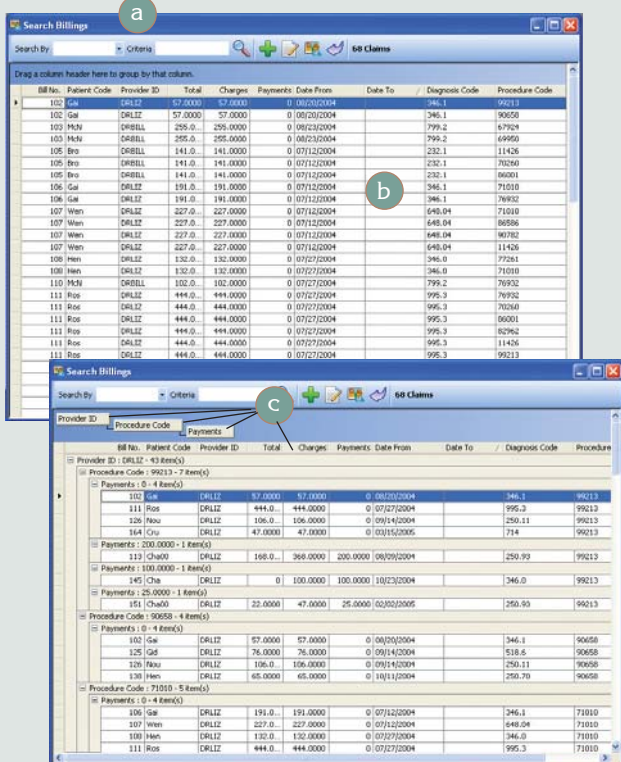 a
Search Billings
Search By Criteria 68 Claims
Drag a column header here to group by that column.
Bill No. Patient Code Provider ID Total Charges Payments Date From Date To Diagnosis Code Procedure Code
102 Gai DRLIZ 57.0000 57.0000 0 08/20/2004 346.1 99213
102 Gai DRLIZ 57.0000 57.0000 0 08/20/2004 346.1 90658
103 McN DRBILL 255.0... 255.0000 0 08/23/2004 799.2 67924
103 McN DRBILL 255.0... 255.0000 0 08/23/2004 799.2 69950
105 Bro DRBILL 141.0... 141.0000 0 07/12/2004 232.1 11426
105 Bro DRBILL 141.0... 141.0000 0 07/12/2004 232.1 70260
105 Bro DRBILL 141.0... 141.0000 0 07/12/2004 232.1 86001
106 Gai DRLIZ 191.0... 191.0000 0 07/12/2004 346.1 71010
106 Gai DRLIZ 191.0... 191.0000 0 07/12/2004 346.1 76932
107 Wen DRLIZ 227.0... 227.0000 0 07/12/2004 648.04 71010
107 Wen DRLIZ 227.0... 227.0000 0 07/12/2004 648.04 86586
107 Wen DRLIZ 227.0... 227.0000 0 07/12/2004 648.04 90782
107 Wen DRLIZ 227.0... 227.0000 0 07/12/2004 648.04 11426
108 Hen DRLIZ 132.0... 132.0000 0 07/27/2004 346.0 77261
108 Hen DRLIZ 132.0... 132.0000 0 07/27/2004 346.0 71010
110 McN DRBILL 102.0... 102.0000 0 07/27/2004 799.2 76932
111 Ros DRLIZ 444.0... 444.0000 0 07/27/2004 995.3 76932
111 Ros DRLIZ 444.0... 444.0000 0 07/27/2004 995.3 70260
111 Ros DRLIZ 444.0... 444.0000 0 07/27/2004 995.3 86001
111 Ros DRLIZ 444.0... 444.0000 0 07/27/2004 995.3 82962
111 Ros DRLIZ 444.0... 444.0000 0 07/27/2004 995.3 11426
111 Ros DRLIZ 444.0... 444.0000 0 07/27/2004 995.3 99213
b
Search Billings
Search By Criteria 68 Claims
c
Provider ID
Procedure Code
Payments
Bill No. Patient Code Provider ID Total Charges Payments Date From Date To Diagnosis Code Procedure
Provider ID : DRLIZ - 43 item(s)
Procedure Code : 99213 - 7 item(s)
Payments : 0 - 4 item(s)
102 Gai DRLIZ 57.0000 57.0000 0 08/20/2004 346.1 99213
111 Ros DRLIZ 444.0... 444.0000 0 07/27/2004 995.3 99213
126 Nou DRLIZ 106.0... 106.0000 0 09/14/2004 250.11 99213
164 Cru DRLIZ 47.0000 47.0000 0 03/15/2005 714 99213
Payments : 200.0000 - 1 item(s)
113 Cha00 DRLIZ 168.0... 368.0000 200.0000 08/09/2004 250.93 99213
Payments : 100.0000 - 1 item(s)
145 Cha DRLIZ 0 100.0000 100.0000 10/23/2004 346.0 99213
Payments : 25.0000 - 1 item(s)
151 Cha00 DRLIZ 22.0000 47.0000 25.0000 02/02/2005 250.93 99213
Procedure Code : 90658 - 4 item(s)
Payments : 0 - 4 item(s)
102 Gai DRLIZ 57.0000 57.0000 0 08/20/2004 346.1 90658
125 Gid DRLIZ 76.0000 76.0000 0 09/14/2004 518.6 90658
126 Nou DRLIZ 106.0... 106.0000 0 09/14/2004 250.11 90658
138 Hen DRLIZ 65.0000 65.0000 0 10/11/2004 250.70 90658
Procedure Code : 71010 - 5 item(s)
Payments : 0 - 4 item(s)
106 Gai DRLIZ 191.0... 191.0000 0 07/12/2004 346.1 71010
107 Wen DRLIZ 227.0... 227.0000 0 07/12/2004 648.04 71010
108 Hen DRLIZ 132.0... 132.0000 0 07/27/2004 346.0 71010
111 Ros DRLIZ 444.0... 444.0000 0 07/27/2004 995.3 71010